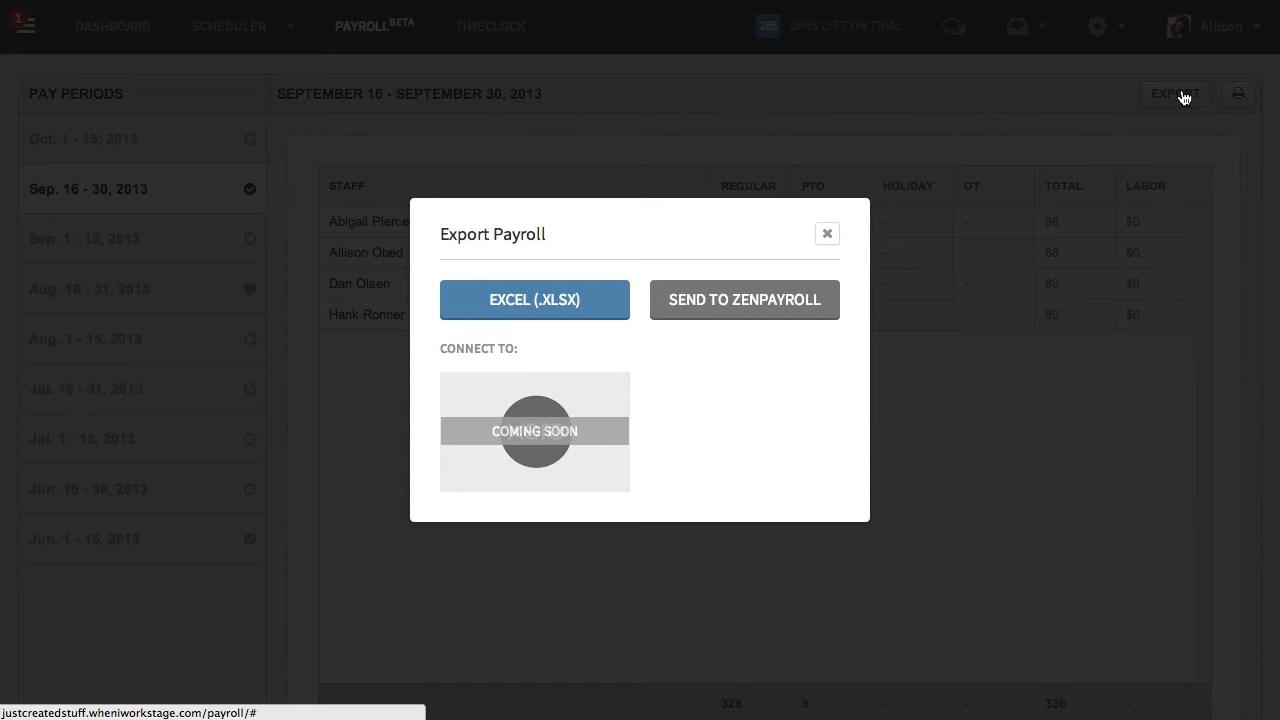 1
DASHBOARD
SCHEDULER
PAYROLL BETA
TIMECLOCK
285 DAYS LEFT ON TRIAL
Allison
PAY PERIODS
SEPTEMBER 16 - SEPTEMBER 30, 2013
EXPORT
Oct. 1 - 15, 2013
Sep. 16 - 30, 2013
Sep. 1 - 15, 2013
Aug. 16 - 31, 2013
Aug. 1 - 15, 2013
Jul. 16 - 31, 2013
Jul. 1 - 15, 2013
Jun. 16 - 30, 2013
Jun. 1 - 15, 2013
STAFF REGULAR PTO HOLIDAY OT TOTAL LABOR
Abigail Pierce - - 88 $0
Allison Obed - - 88 $0
Dan Olsen - - 80 $0
Hank Ronner - - 80 $0
Export Payroll
EXCEL (.XLSX)
SEND TO ZENPAYROLL
CONNECT TO:
COMING SOON
328 8 - - 336 -
justcreatedstuff.wheniworkstage.com/payroll/#